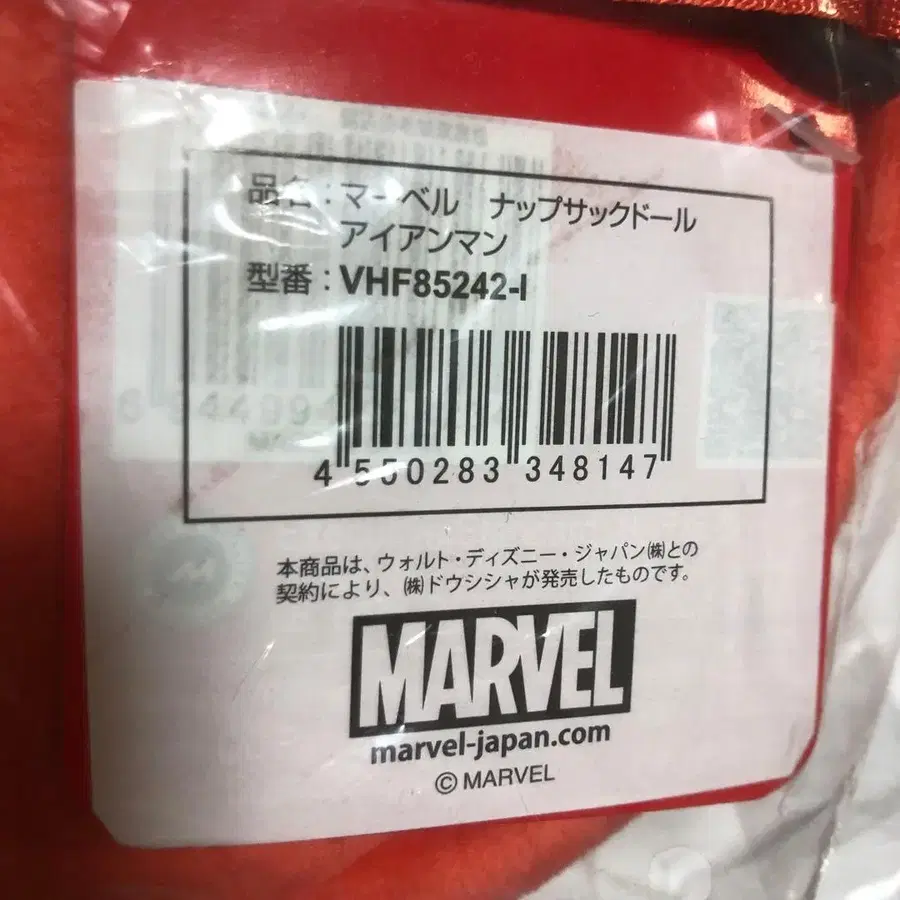 品名：マーベル　ナップサックドール
アイアンマン
型番：VHF85242-I
4 550283 348147
本商品は、ウォルト・ディズニー・ジャパン㈱との
契約により、㈱ドウシシャが発売したものです。
MARVEL
marvel-japan.com
© MARVEL